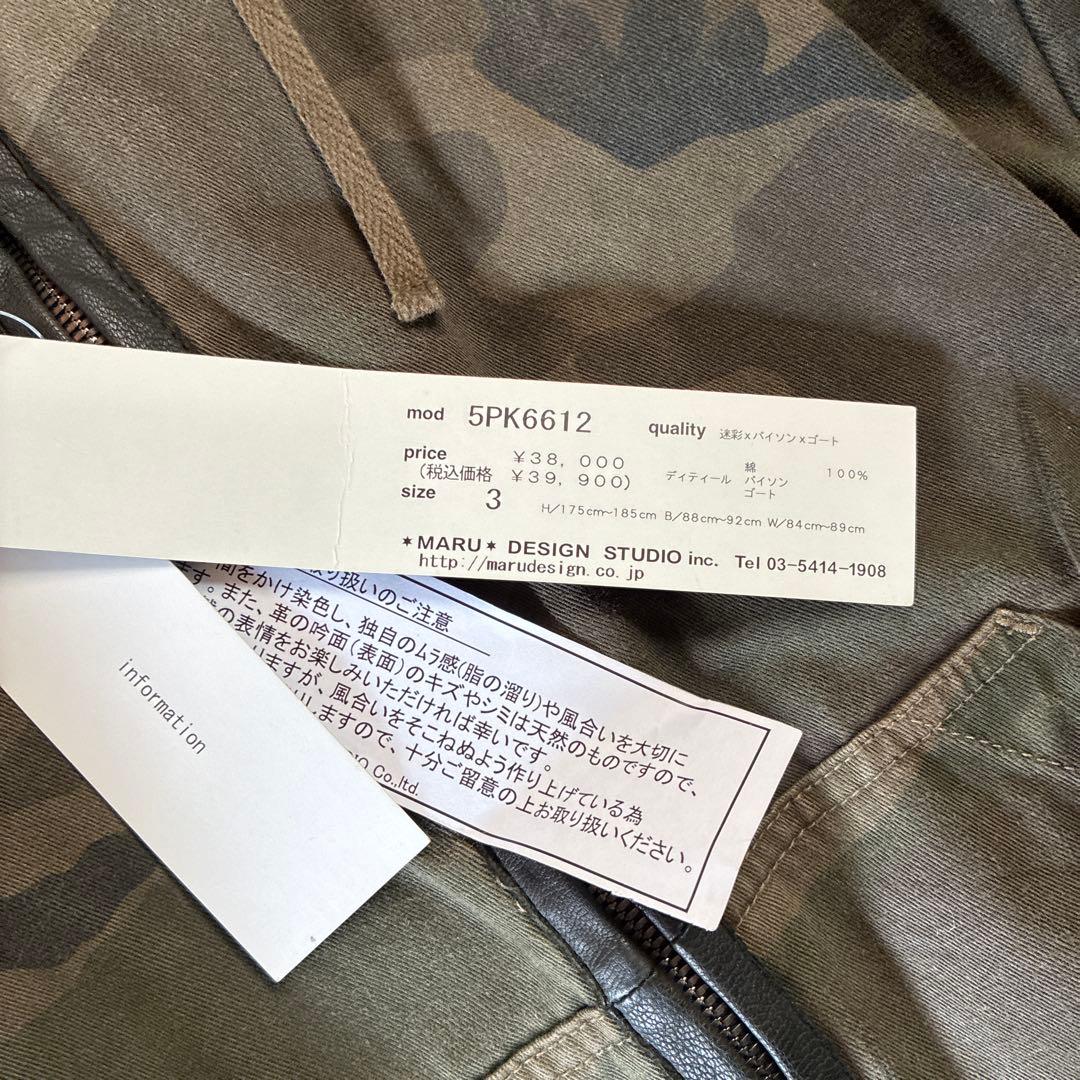 mod 5PK6612
quality 迷彩xパイソンxゴート
price ¥38,000
(税込価格 ¥39,900)
ディティール 綿 100%
パイソン
ゴート
size 3
H/175cm~185cm B/88cm~92cm W/84cm~89cm
✶MARU✶ DESIGN STUDIO inc. Tel 03-5414-1908
http://marudesign.co.jp
取り扱いのご注意
間をかけ染色し、独自のムラ感(脂の溜り)や風合いを大切に
ます。また、革の吟面(表面)のキズやシミは天然のものですので、
の表情をお楽しみいただければ幸いです。
りますが、風合いをそこねぬよう作り上げている為
しますので、十分ご留意の上お取り扱いください。
IO Co.,ltd.
information